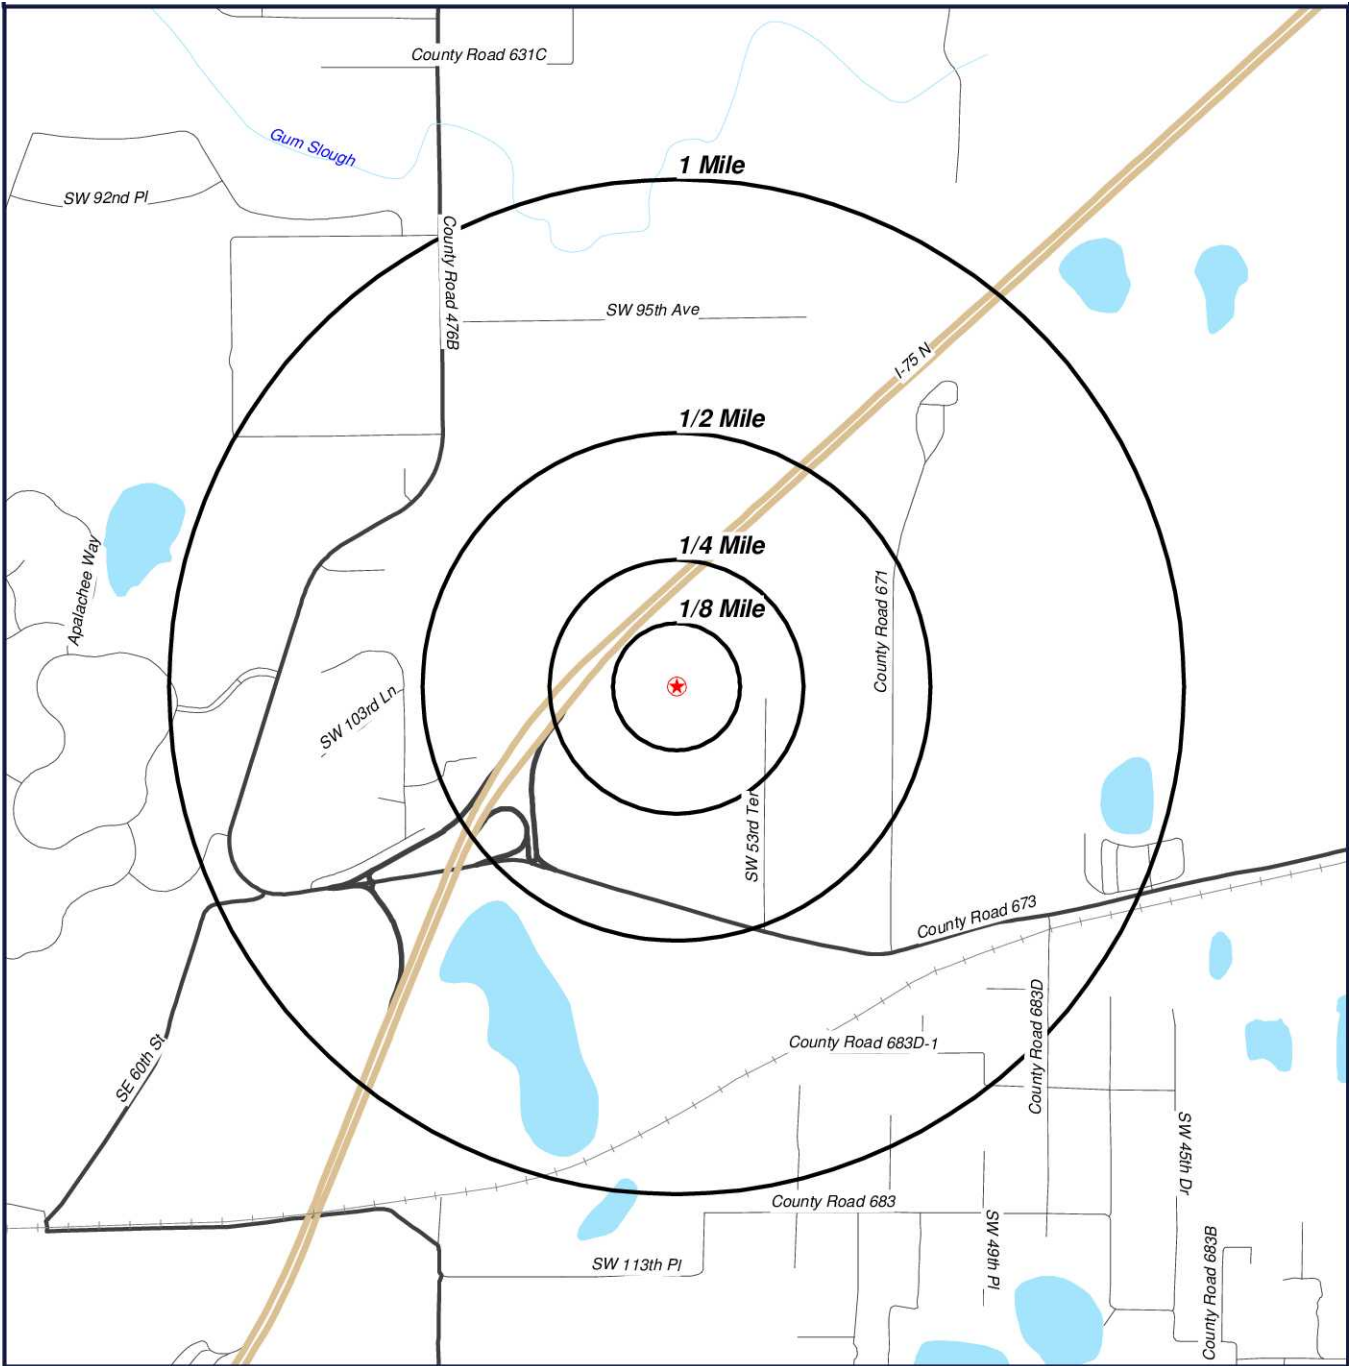 County Road 631C
Gum Slough
1 Mile
SW 92nd Pl
County Road 476B
SW 95th Ave
I-75 N
1/2 Mile
1/4 Mile
Apalachee Way
1/8 Mile
County Road 671
SW 103rd Ln
SW 53rd Ter
County Road 673
County Road 683D
County Road 683D-1
SE 60th St
SW 45th Dr
County Road 683
SW 49th Pl
SW 113th Pl
County Road 683B